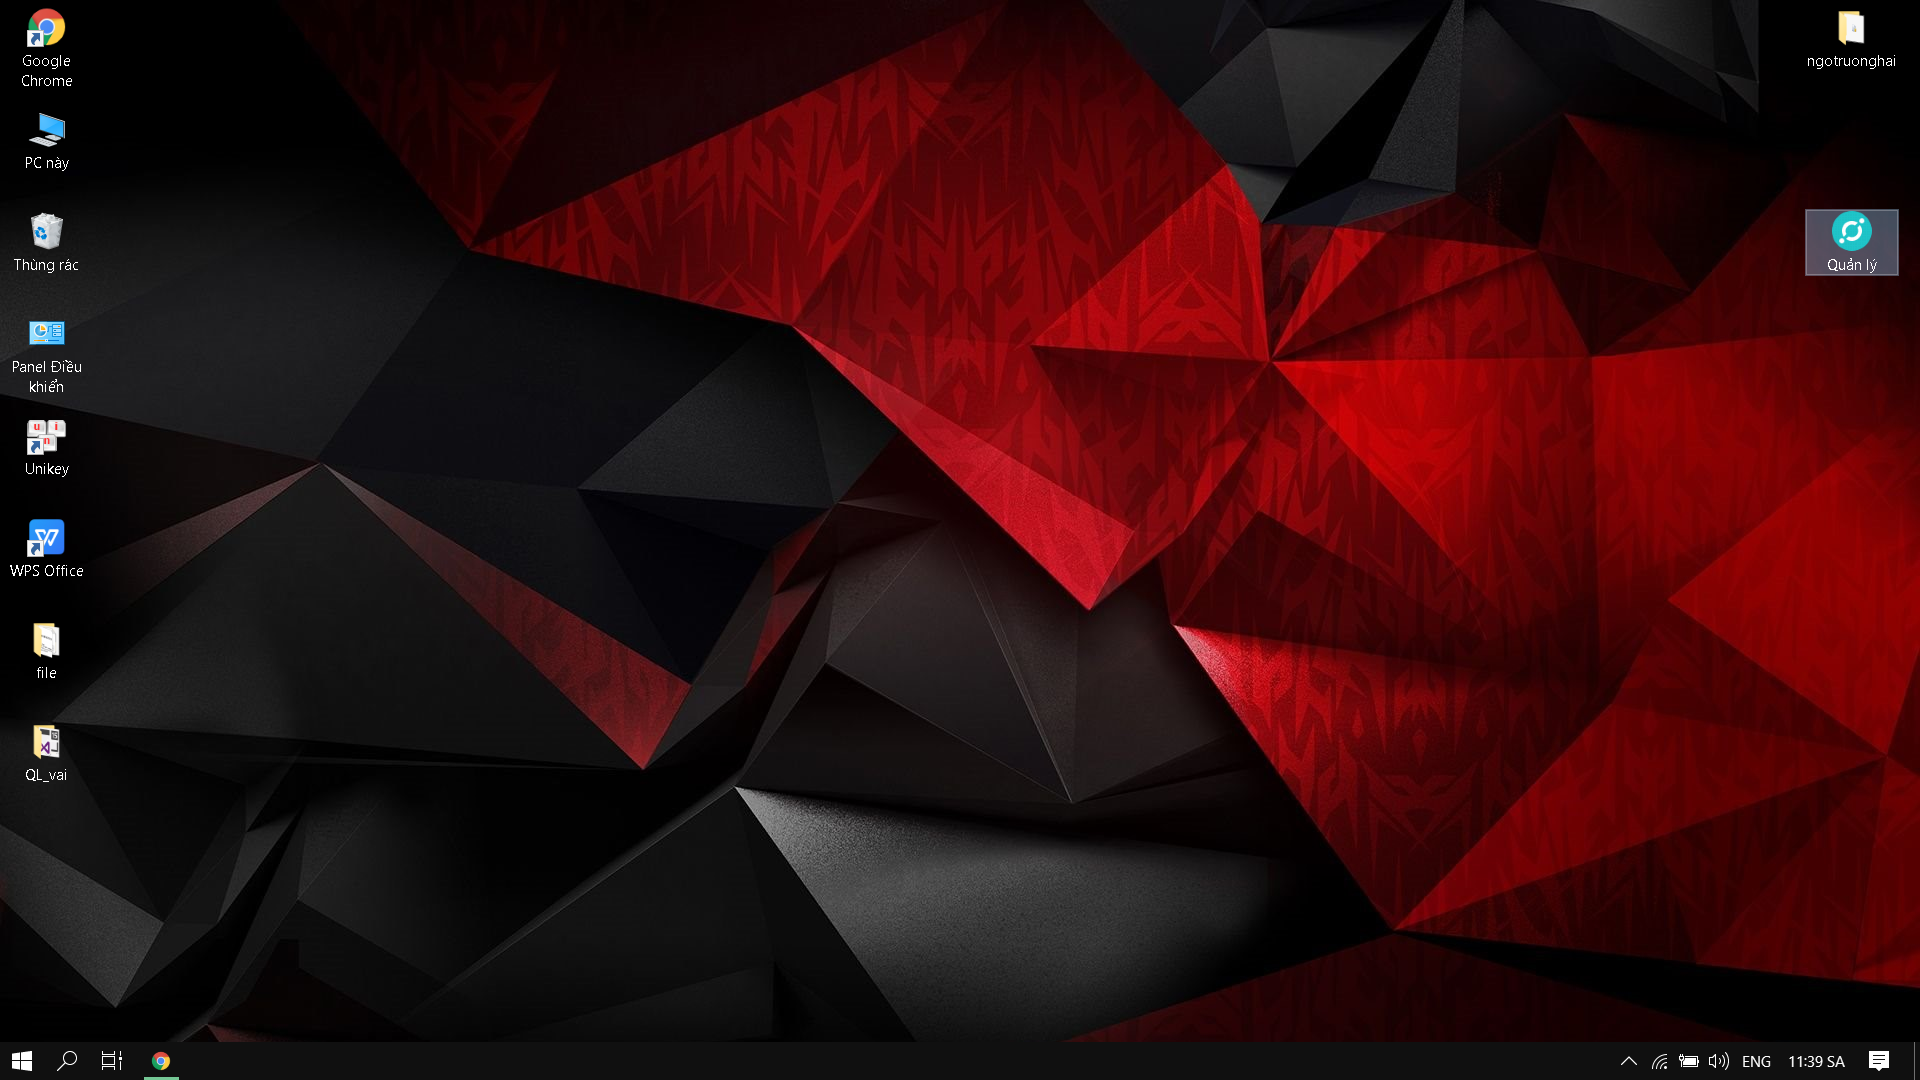 Google
Chrome
PC này
Thùng rác
Panel Điều
khiển
Unikey
WPS Office
file
QL_vai
ngotruonghai
Quản lý
ENG
11:39 SA